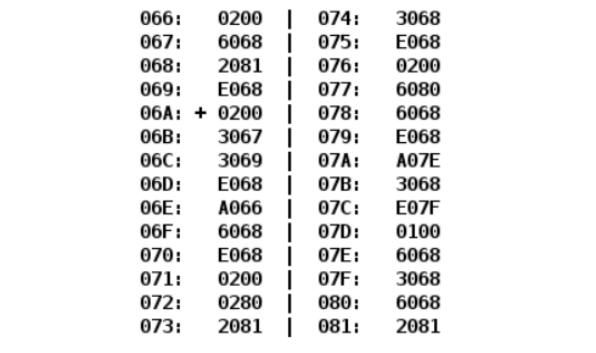 066: 0200 | 074: 3068
067: 6068 | 075: E068
068: 2081 | 076: 0200
069: E068 | 077: 6080
06A: + 0200 | 078: 6068
06B: 3067 | 079: E068
06C: 3069 | 07A: A07E
06D: E068 | 07B: 3068
06E: A066 | 07C: E07F
06F: 6068 | 07D: 0100
070: E068 | 07E: 6068
071: 0200 | 07F: 3068
072: 0280 | 080: 6068
073: 2081 | 081: 2081